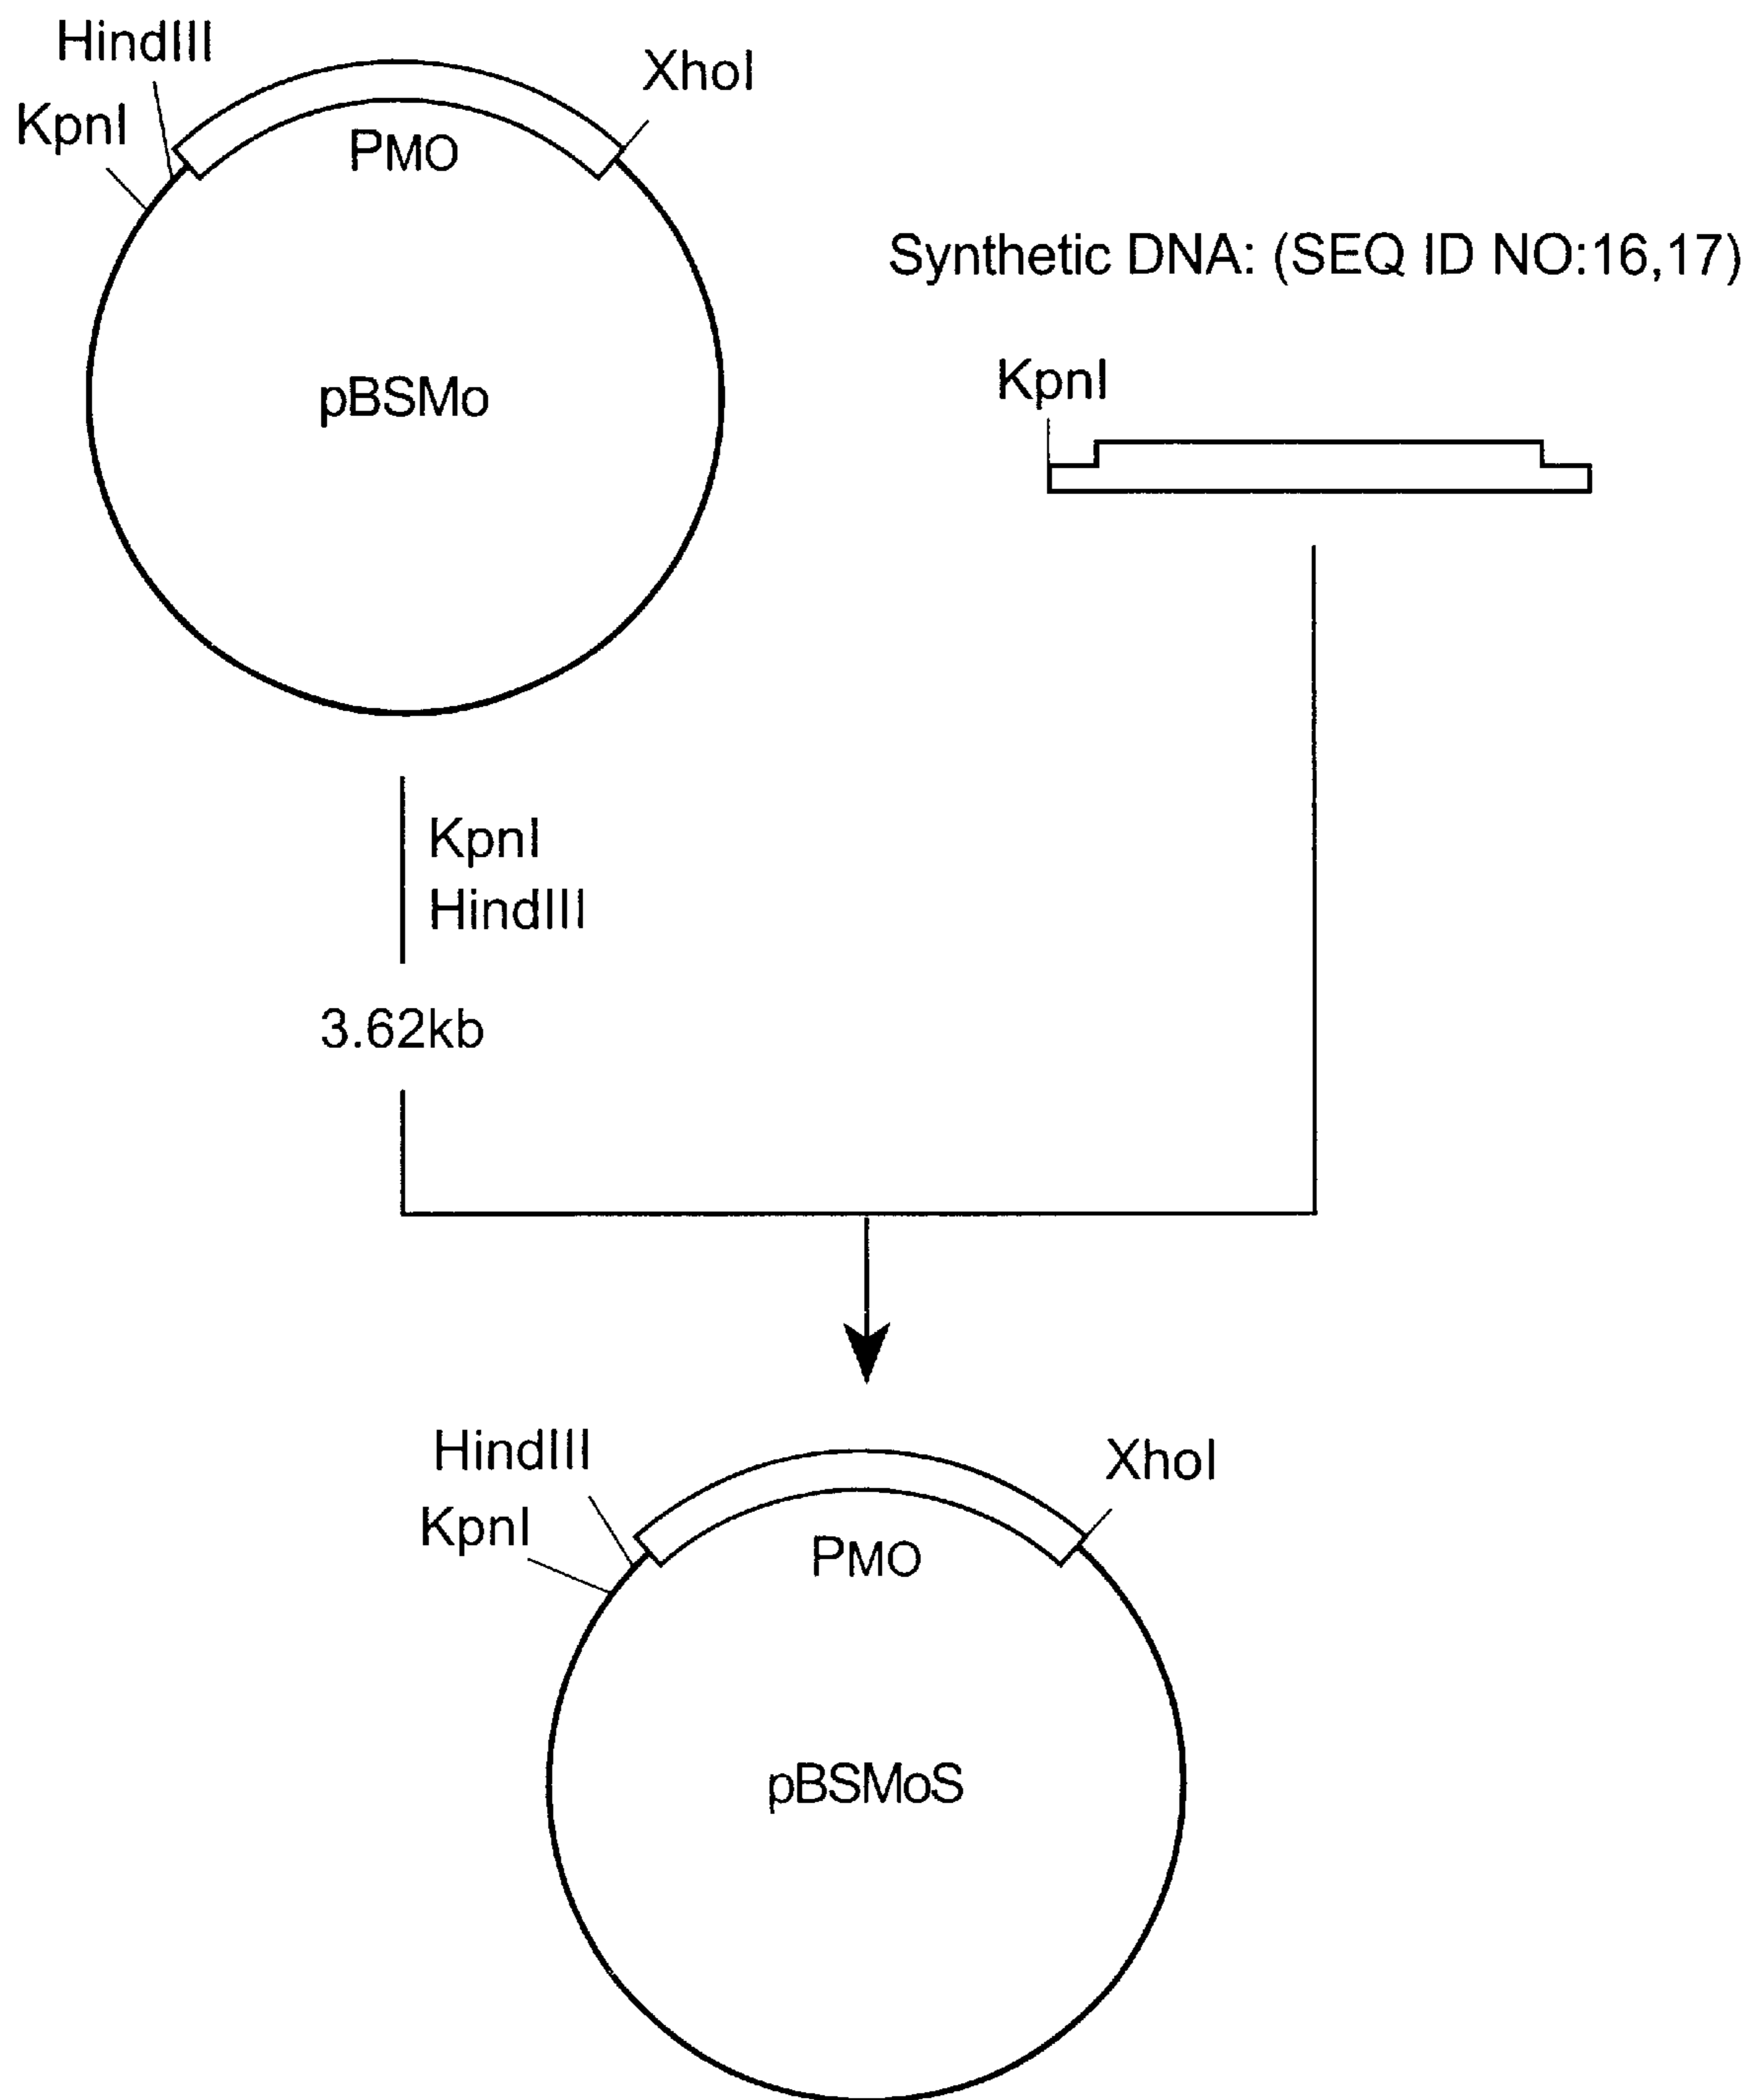 HindIII
XhoI
KpnI
PMO
Synthetic DNA: (SEQ ID NO:16,17)
KpnI
pBSMo
KpnI
HindIII
3.62kb
HindIII
XhoI
KpnI
PMO
pBSMoS